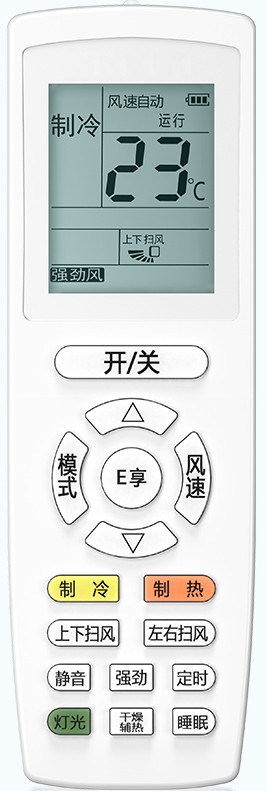 风速自动
制冷
运行
23°C
上下扫风
强劲风
开/关
模式
E享
风速
制 冷
制 热
上下扫风
左右扫风
静音
强劲
定时
灯光
干燥
辅热
睡眠